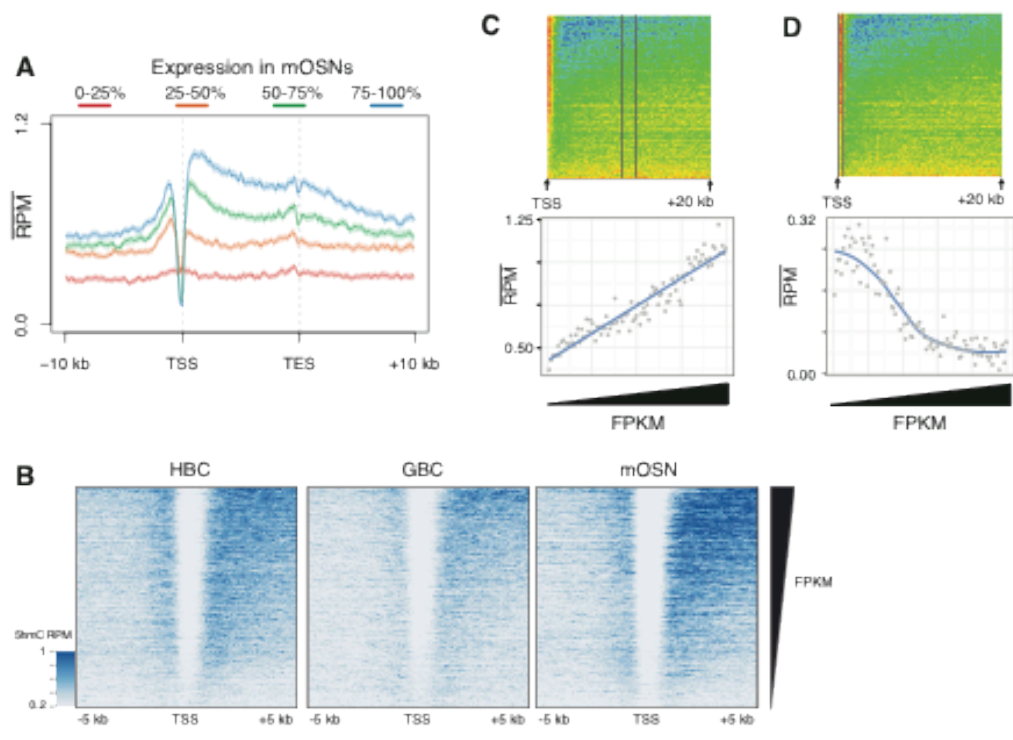 A
Expression in mOSNs
0-25% 25-50% 50-75% 75-100%
1.2
RPM
0.0
−10 kb TSS TES +10 kb
C
TSS +20 kb
1.25
RPM
0.50
FPKM
D
TSS +20 kb
0.32
RPM
0.00
FPKM
B
HBC GBC mOSN
FPKM
5hmC RPM
1
0.2
-5 kb TSS +5 kb -5 kb TSS +5 kb -5 kb TSS +5 kb